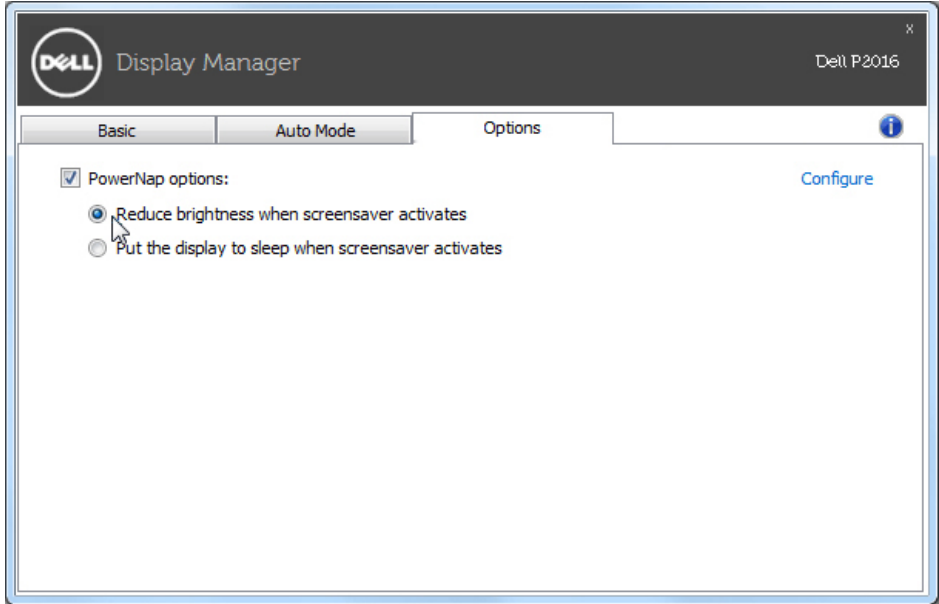 x
DELL Display Manager
Dell P2016
Basic Auto Mode Options
PowerNap options: Configure
Reduce brightness when screensaver activates
Put the display to sleep when screensaver activates